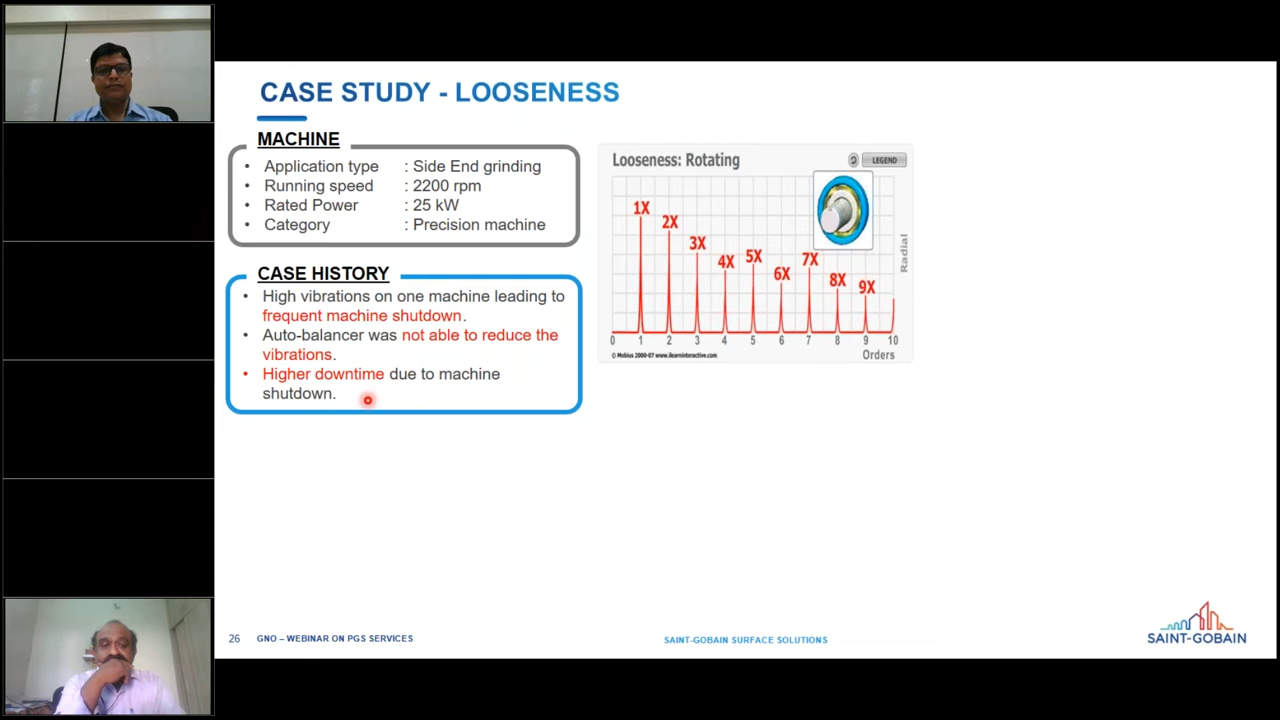 CASE STUDY - LOOSENESS
MACHINE
• Application type : Side End grinding
• Running speed : 2200 rpm
• Rated Power : 25 kW
• Category : Precision machine
CASE HISTORY
• High vibrations on one machine leading to
frequent machine shutdown.
• Auto-balancer was not able to reduce the
vibrations.
• Higher downtime due to machine
shutdown.
Looseness: Rotating
LEGEND
1X
2X
3X
4X
5X
6X
7X
8X
9X
Radial
0 1 2 3 4 5 6 7 8 9 10
© Mobius 2000-07 www.ilearninteractive.com
Orders
26 GNO – WEBINAR ON PGS SERVICES
SAINT-GOBAIN SURFACE SOLUTIONS
SAINT-GOBAIN